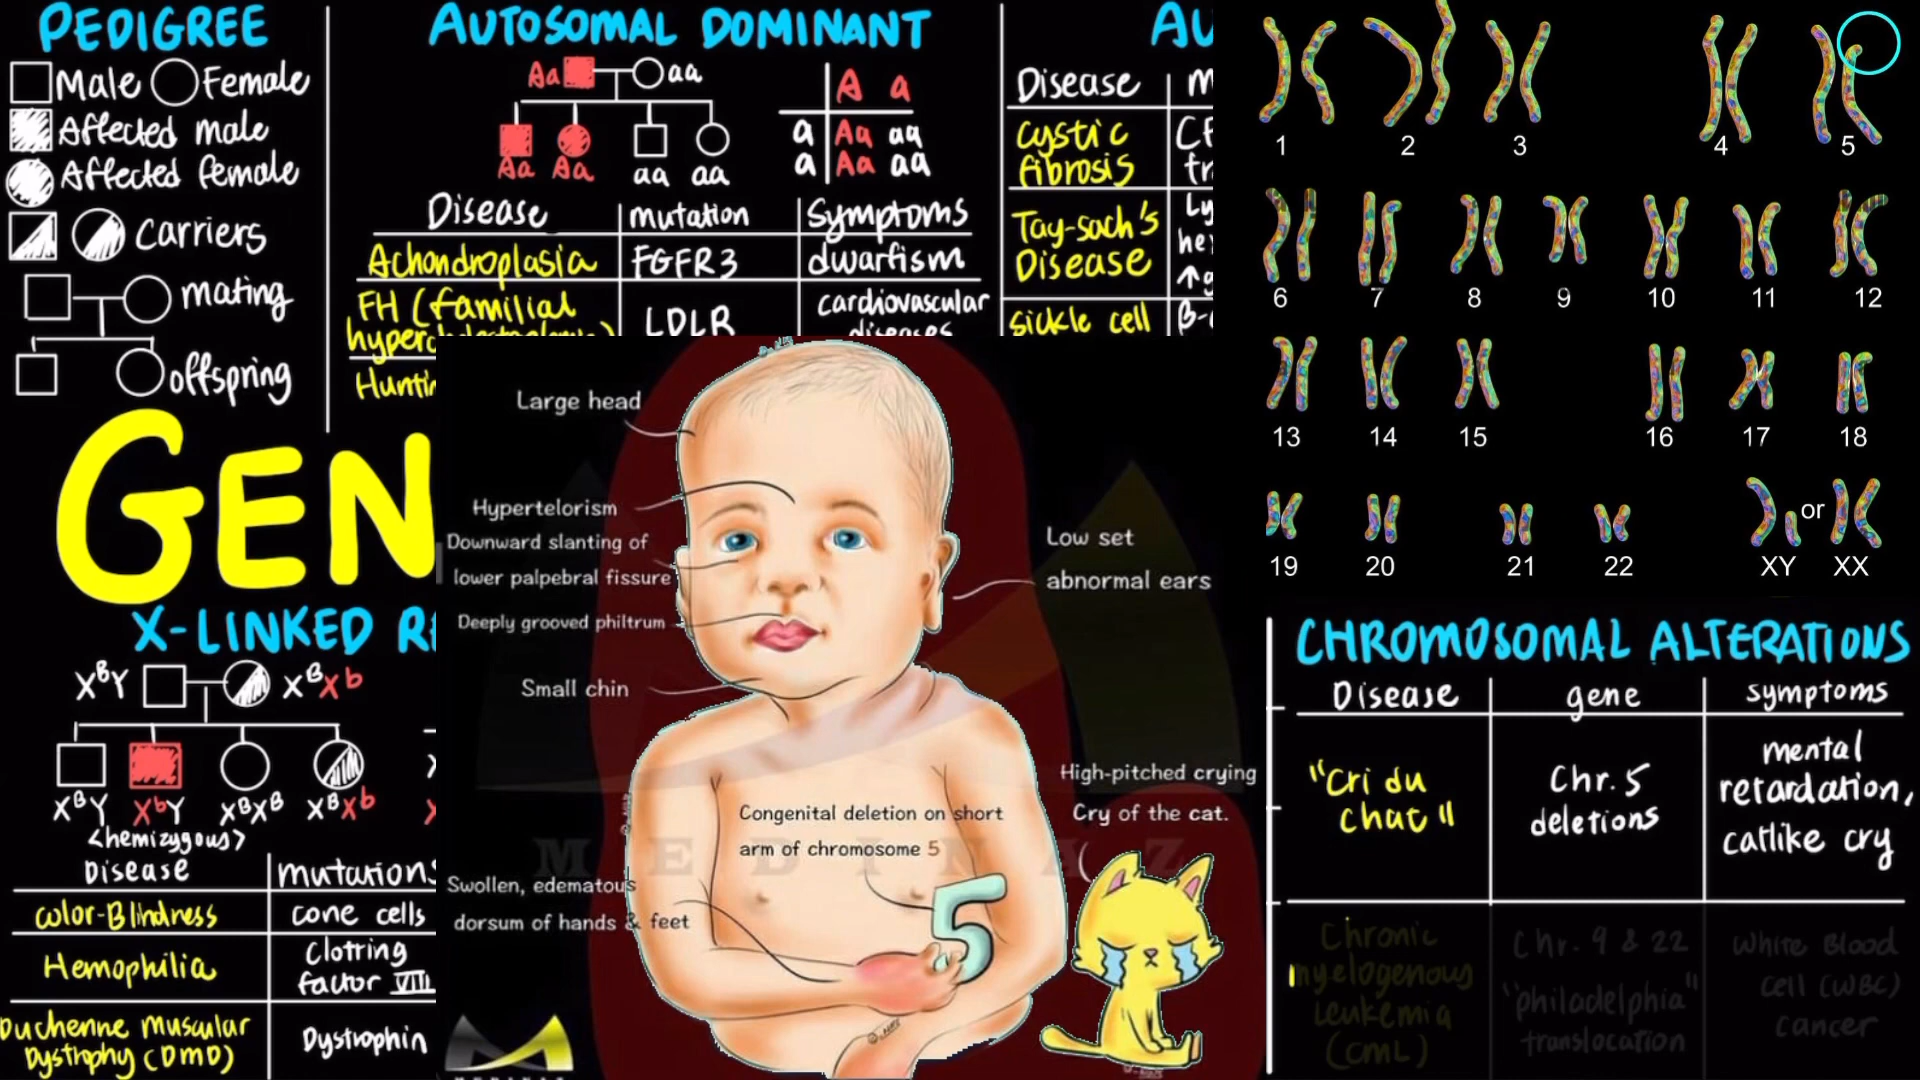 PEDIGREE
Male Female
Affected male
Affected female
carriers
mating
offspring
AUTOSOMAL DOMINANT
Aa aa
Aa Aa aa aa
A a
a Aa aa
a Aa aa
Disease mutation Symptoms
Achondroplasia FGFR3 dwarfism
FH (familial LDLR cardiovascular
diseases
AU
Disease m
Cystic CF
fibrosis tr
Tay-sach's Ly
Disease he
↑g
Sickle cell β-
GEN
X-LINKED RE
XᴮY XᴮXᵇ
XᴮY XᵇY XᴮXᴮ XᴮXᵇ
<hemizygous>
Disease mutations
color-Blindness cone cells
Hemophilia Clotting
factor VIII
Duchenne muscular
Dystrophy (DMD) Dystrophin
Large head
Hypertelorism
Downward slanting of
lower palpebral fissure
Deeply grooved philtrum
Small chin
Low set
abnormal ears
High-pitched crying
Cry of the cat.
Congenital deletion on short
arm of chromosome 5
MEDINAZ
Swollen, edematous
dorsum of hands & feet
5
1 2 3 4 5
6 7 8 9 10 11 12
13 14 15 16 17 18
19 20 21 22 XY or XX
CHROMOSOMAL ALTERATIONS
Disease gene symptoms
"Cri du
chat"
Chr. 5
deletions
mental
retardation,
catlike cry
Chronic
myelogenous
Leukemia
(CML)
Chr. 9 & 22
"philadelphia"
translocation
White Blood
cell (WBC)
cancer